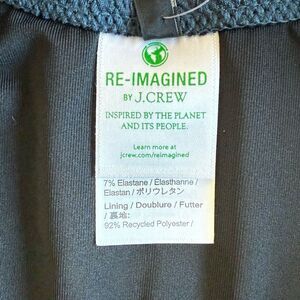 RE-IMAGINED
BY J.CREW
INSPIRED BY THE PLANET
AND ITS PEOPLE.
Learn more at
jcrew.com/reimagined
7% Elastane / Élasthanne /
Elastan / ポリウレタン
Lining / Doublure / Futter
/ 裏地:
92% Recycled Polyester /